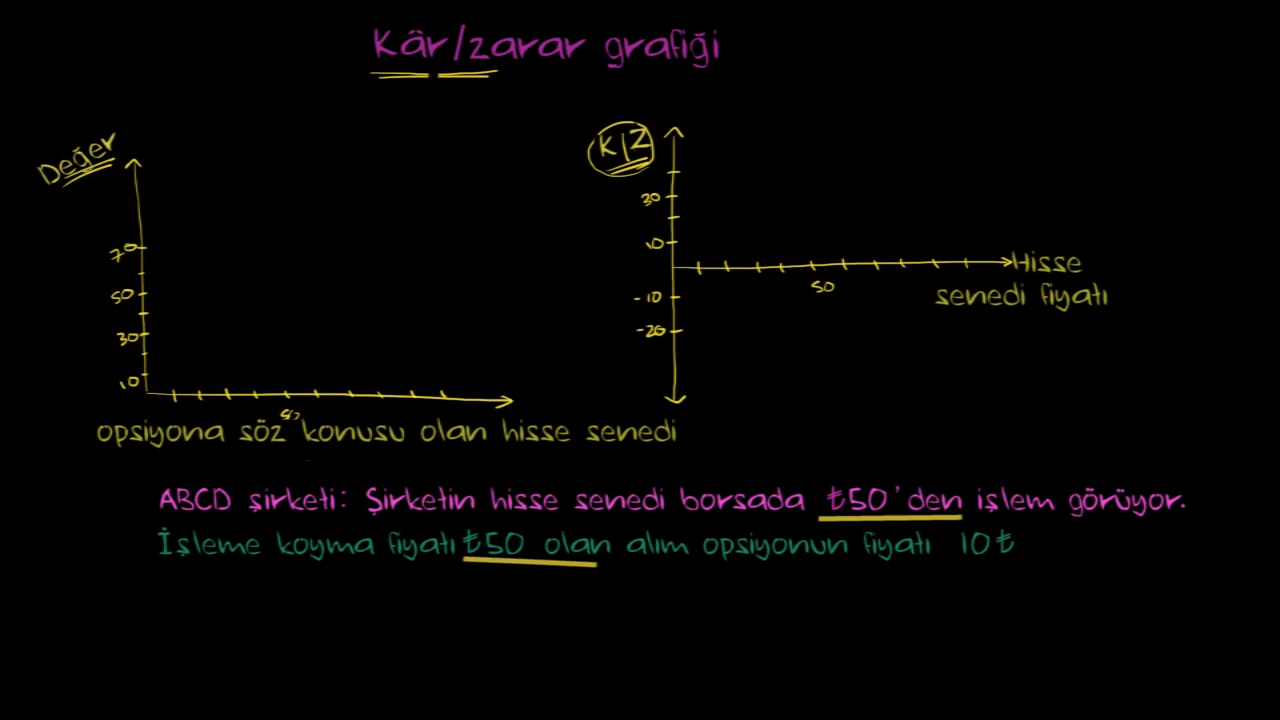 Kâr/zarar grafiği
Değer
70
50
30
10
50
opsiyona söz konusu olan hisse senedi
K/Z
30
10
-10
-20
50
Hisse
senedi fiyatı
ABCD şirketi: Şirketin hisse senedi borsada ₺50'den işlem görüyor.
İşleme koyma fiyatı ₺50 olan alım opsiyonun fiyatı 10₺